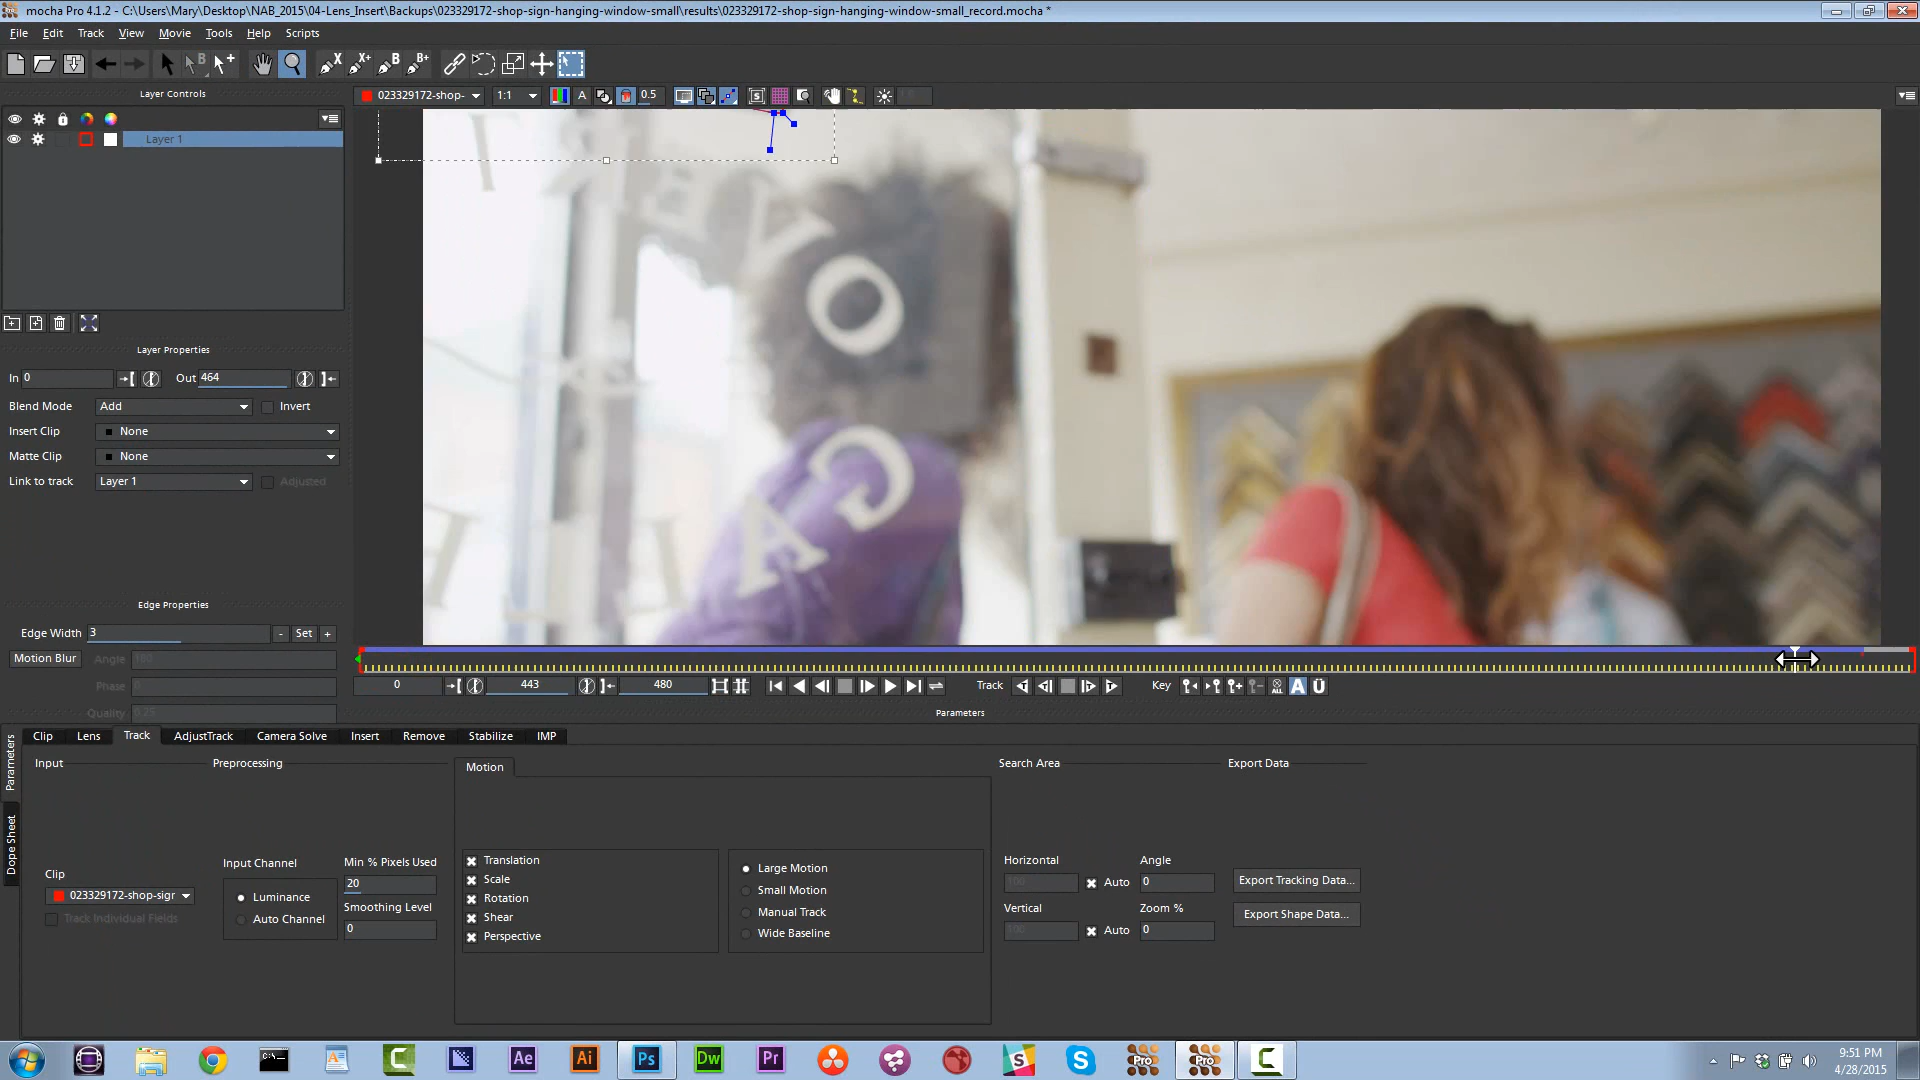 mocha Pro 4.1.2 - C:\Users\Mary\Desktop\NAB_2015\04-Lens_Insert\Backups\023329172-shop-sign-hanging-window-small\results\023329172-shop-sign-hanging-window-small_record.mocha *
File Edit Track View Movie Tools Help Scripts
Layer Controls
023329172-shop- 1:1 A 0.5
Layer 1
Layer Properties
In 0 Out 464
Blend Mode Add Invert
Insert Clip None
Matte Clip None
Link to track Layer 1 Adjusted
Edge Properties
Edge Width 3 - Set +
Motion Blur Angle 180
Phase 0
Quality 0.25
0 443 480 Track Key
Parameters
Parameters
Dope Sheet
Clip Lens Track AdjustTrack Camera Solve Insert Remove Stabilize IMP
Input Preprocessing Motion Search Area Export Data
Clip
023329172-shop-sigr
Track Individual Fields
Input Channel
Luminance
Auto Channel
Min % Pixels Used
20
Smoothing Level
0
Translation
Scale
Rotation
Shear
Perspective
Large Motion
Small Motion
Manual Track
Wide Baseline
Horizontal Angle
100 Auto 0
Vertical Zoom %
100 Auto 0
Export Tracking Data...
Export Shape Data...
Ae Ai Ps Dw Pr Pro Pro
9:51 PM
4/28/2015